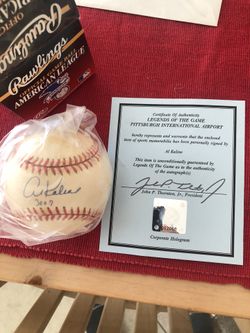 Rawlings
OFFICIAL
Rawlings
AMERICAN LEAGUE
Al Kaline
3007
Certificate of Authenticity
LEGENDS OF THE GAME
PITTSBURGH INTERNATIONAL AIRPORT
hereby represents and warrants that the enclosed
item of sports memorabilia has been personally signed by
Al Kaline
This item is unconditionally guaranteed by
Legends Of The Game as to the authenticity
of the autograph(s)
John P. Thornton, Jr., President
Corporate Hologram